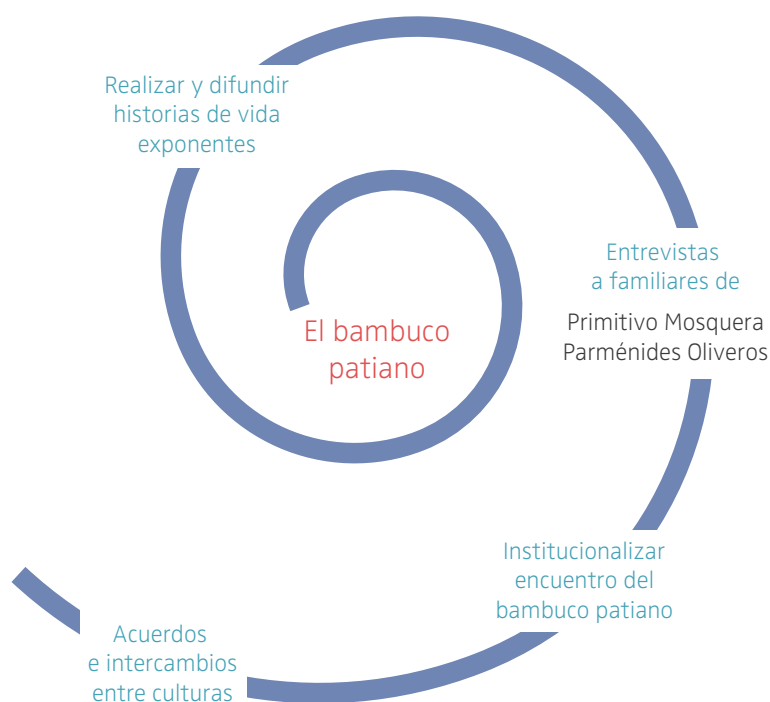 Realizar y difundir
historias de vida
exponentes
Entrevistas
a familiares de
Primitivo Mosquera
Parménides Oliveros
El bambuco
patiano
Institucionalizar
encuentro del
bambuco patiano
Acuerdos
e intercambios
entre culturas